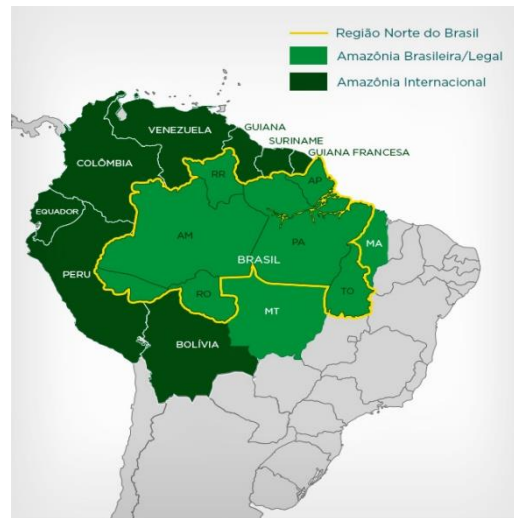 Região Norte do Brasil
Amazônia Brasileira/Legal
Amazônia Internacional
VENEZUELA
GUIANA
SURINAME
GUIANA FRANCESA
COLÔMBIA
RR
AP
EQUADOR
AM
PA
MA
BRASIL
PERU
RO
TO
MT
BOLÍVIA